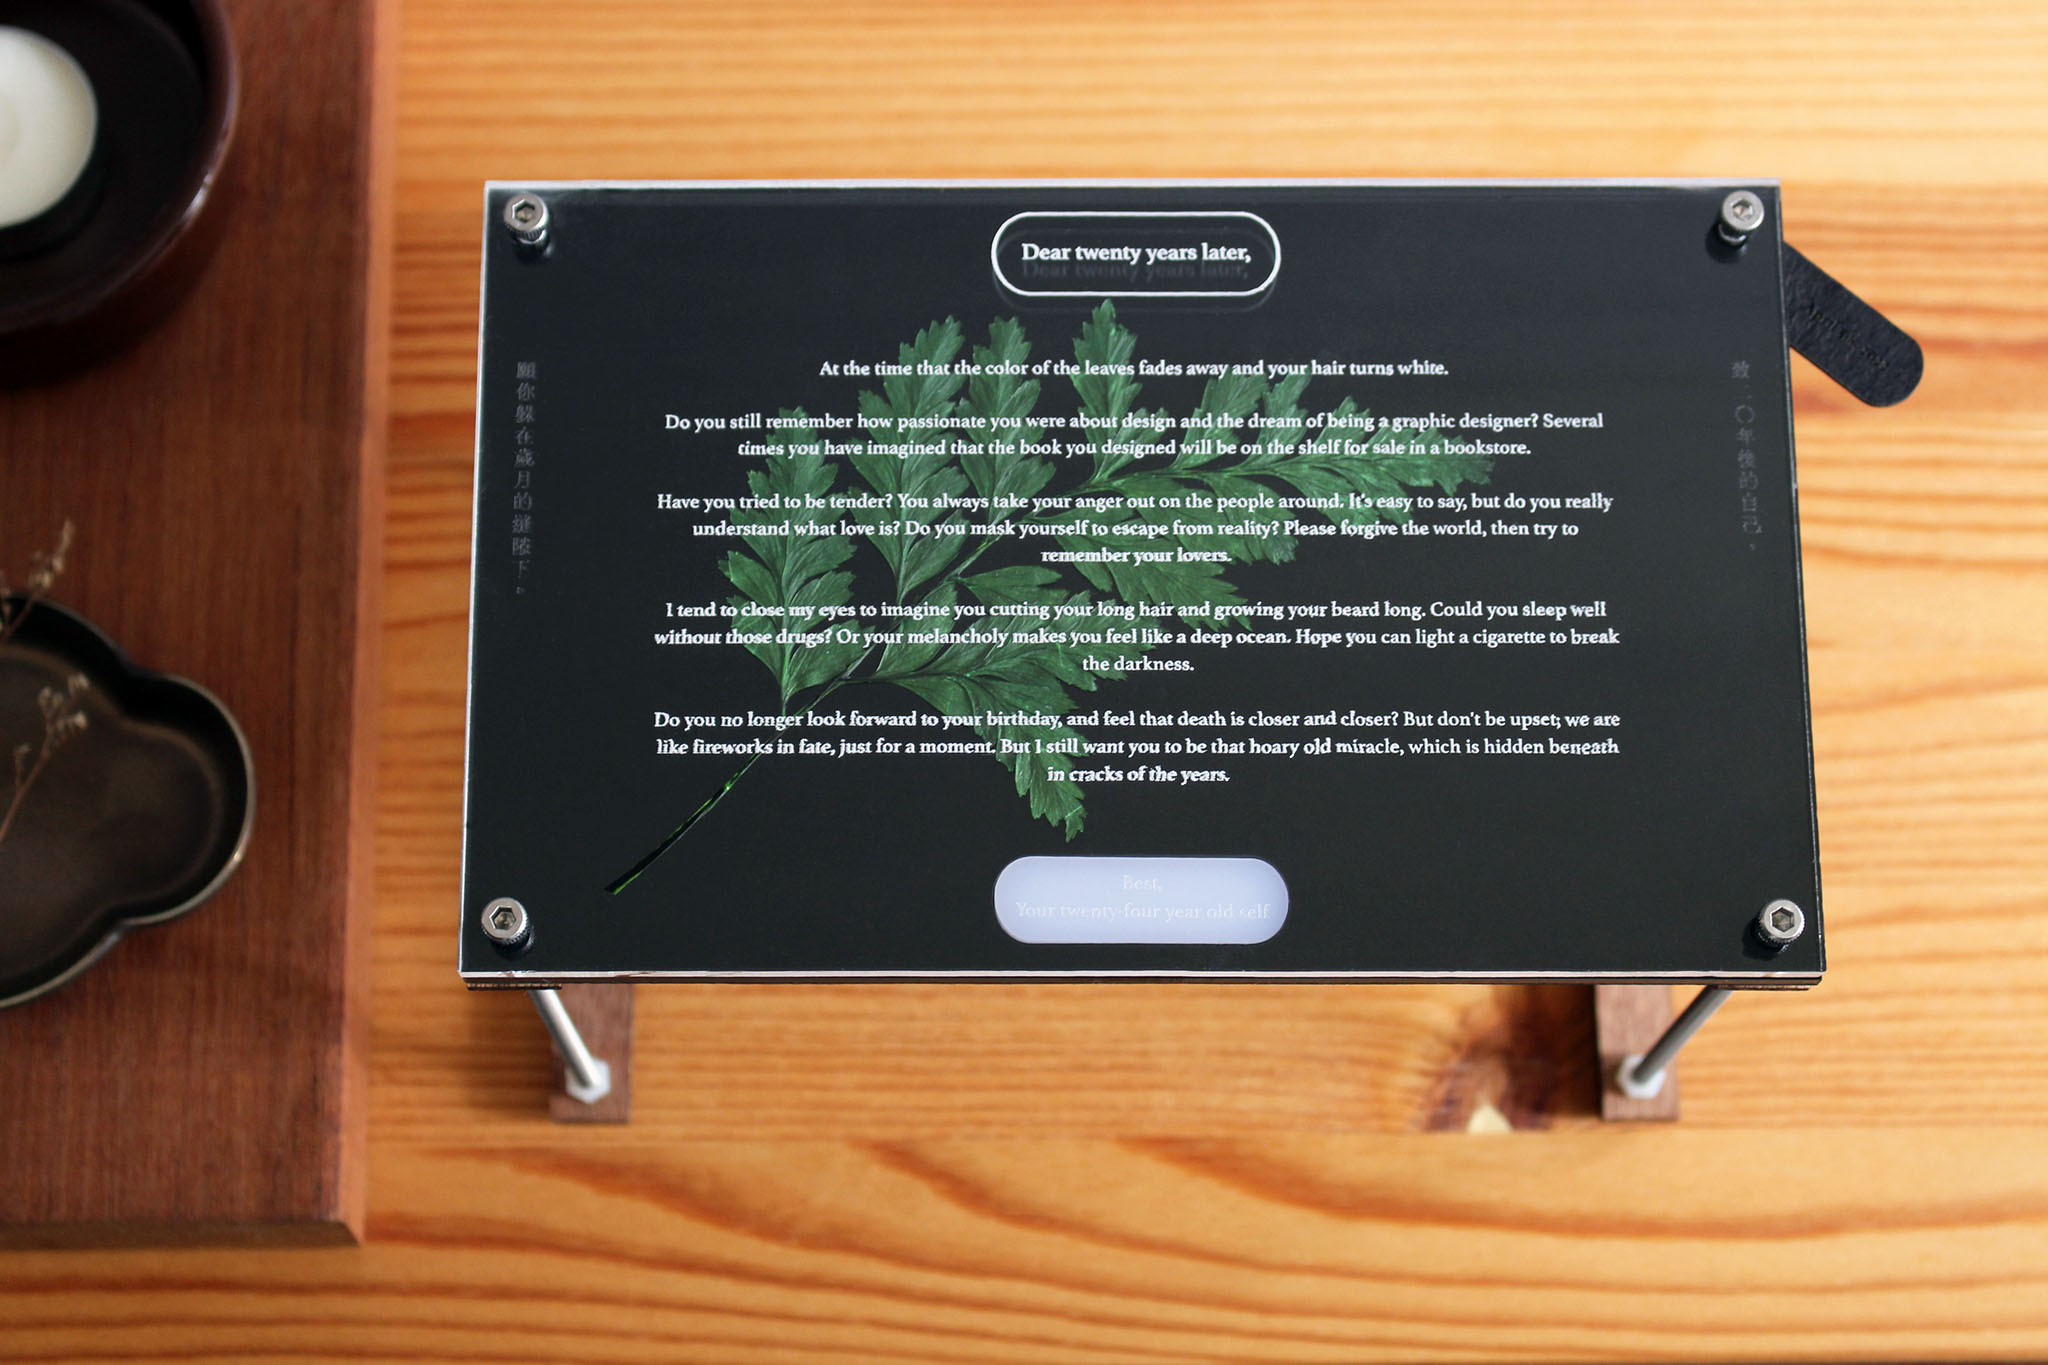 Dear twenty years later,
At the time that the color of the leaves fades away and your hair turns white.
Do you still remember how passionate you were about design and the dream of being a graphic designer? Several
times you have imagined that the book you designed will be on the shelf for sale in a bookstore.
Have you tried to be tender? You always take your anger out on the people around. It's easy to say, but do you really
understand what love is? Do you mask yourself to escape from reality? Please forgive the world, then try to
remember your lovers.
I tend to close my eyes to imagine you cutting your long hair and growing your beard long. Could you sleep well
without those drugs? Or your melancholy makes you feel like a deep ocean. Hope you can light a cigarette to break
the darkness.
Do you no longer look forward to your birthday, and feel that death is closer and closer? But don't be upset; we are
like fireworks in fate, just for a moment. But I still want you to be that hoary old miracle, which is hidden beneath
in cracks of the years.
Best,
Your twenty-four year old self
致二〇年後的自己，
願你躲在歲月的縫隙下。